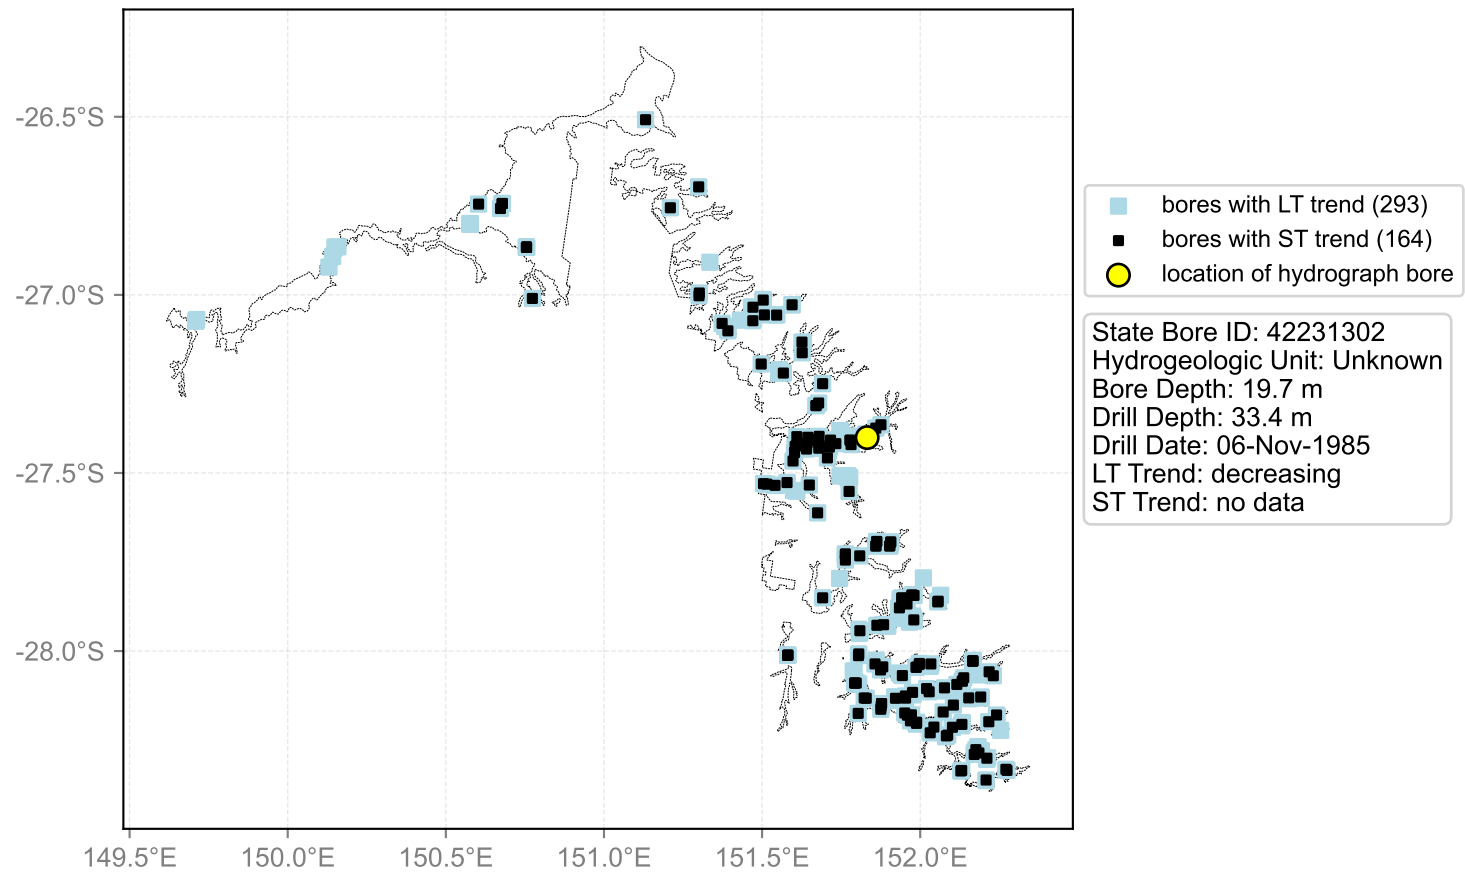 -26.5°S
-27.0°S
-27.5°S
-28.0°S
149.5°E 150.0°E 150.5°E 151.0°E 151.5°E 152.0°E
bores with LT trend (293)
bores with ST trend (164)
location of hydrograph bore
State Bore ID: 42231302
Hydrogeologic Unit: Unknown
Bore Depth: 19.7 m
Drill Depth: 33.4 m
Drill Date: 06-Nov-1985
LT Trend: decreasing
ST Trend: no data